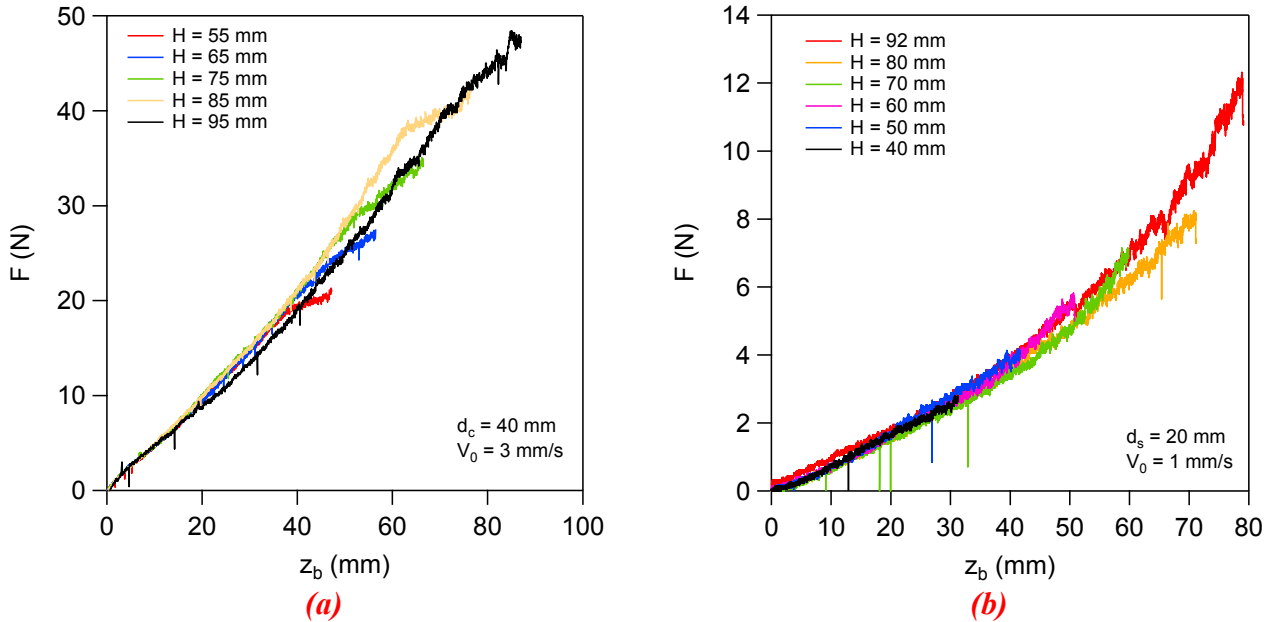 50
40
30
20
10
0
F (N)
H = 55 mm
H = 65 mm
H = 75 mm
H = 85 mm
H = 95 mm
d_c = 40 mm
V_0 = 3 mm/s
0 20 40 60 80 100
z_b (mm)
(a)
14
12
10
8
6
4
2
0
F (N)
H = 92 mm
H = 80 mm
H = 70 mm
H = 60 mm
H = 50 mm
H = 40 mm
d_s = 20 mm
V_0 = 1 mm/s
0 10 20 30 40 50 60 70 80
z_b (mm)
(b)